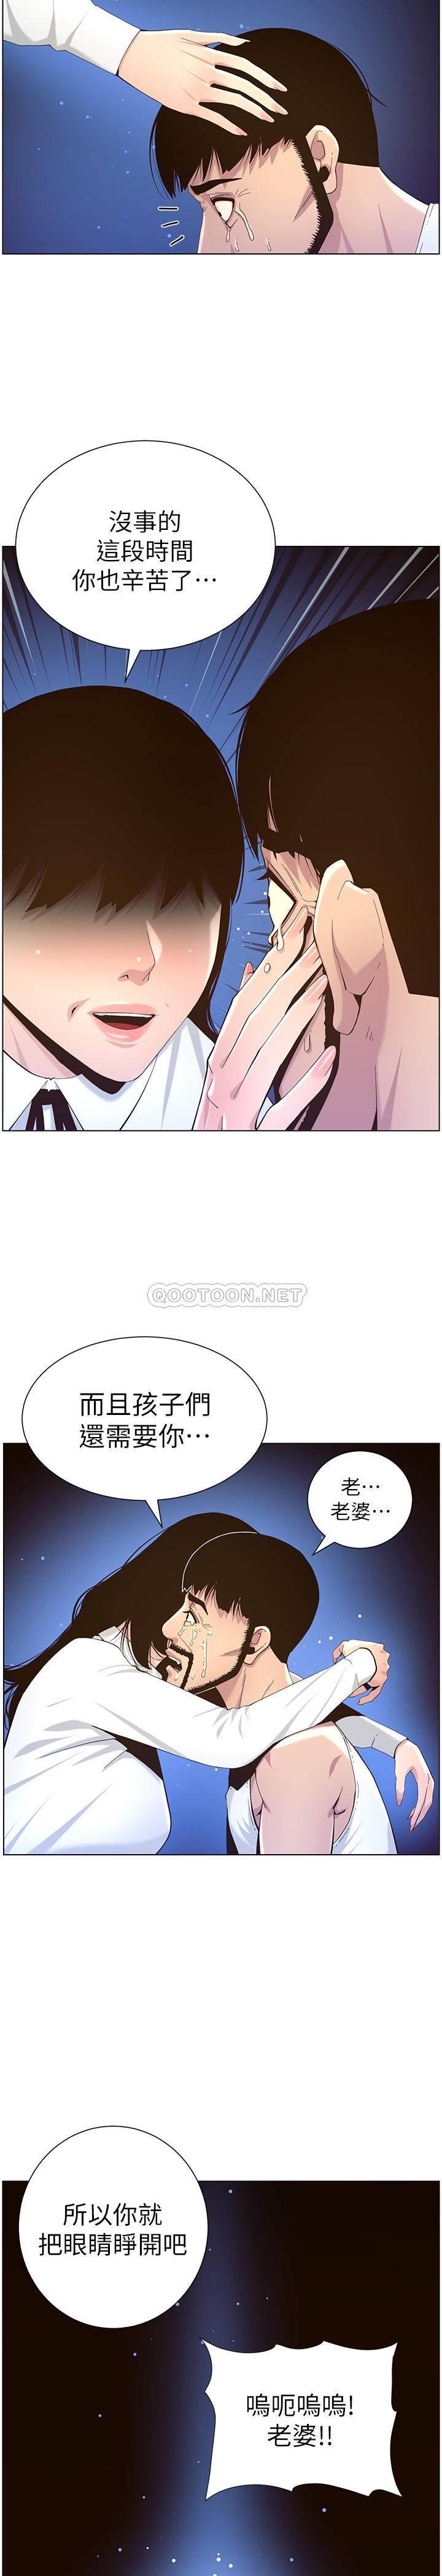 沒事的
這段時間
你也辛苦了⋯
QOOTOON.NET
而且孩子們
還需要你⋯
老⋯
老婆⋯
所以你就
把眼睛睜開吧
嗚呃嗚嗚!
老婆!!